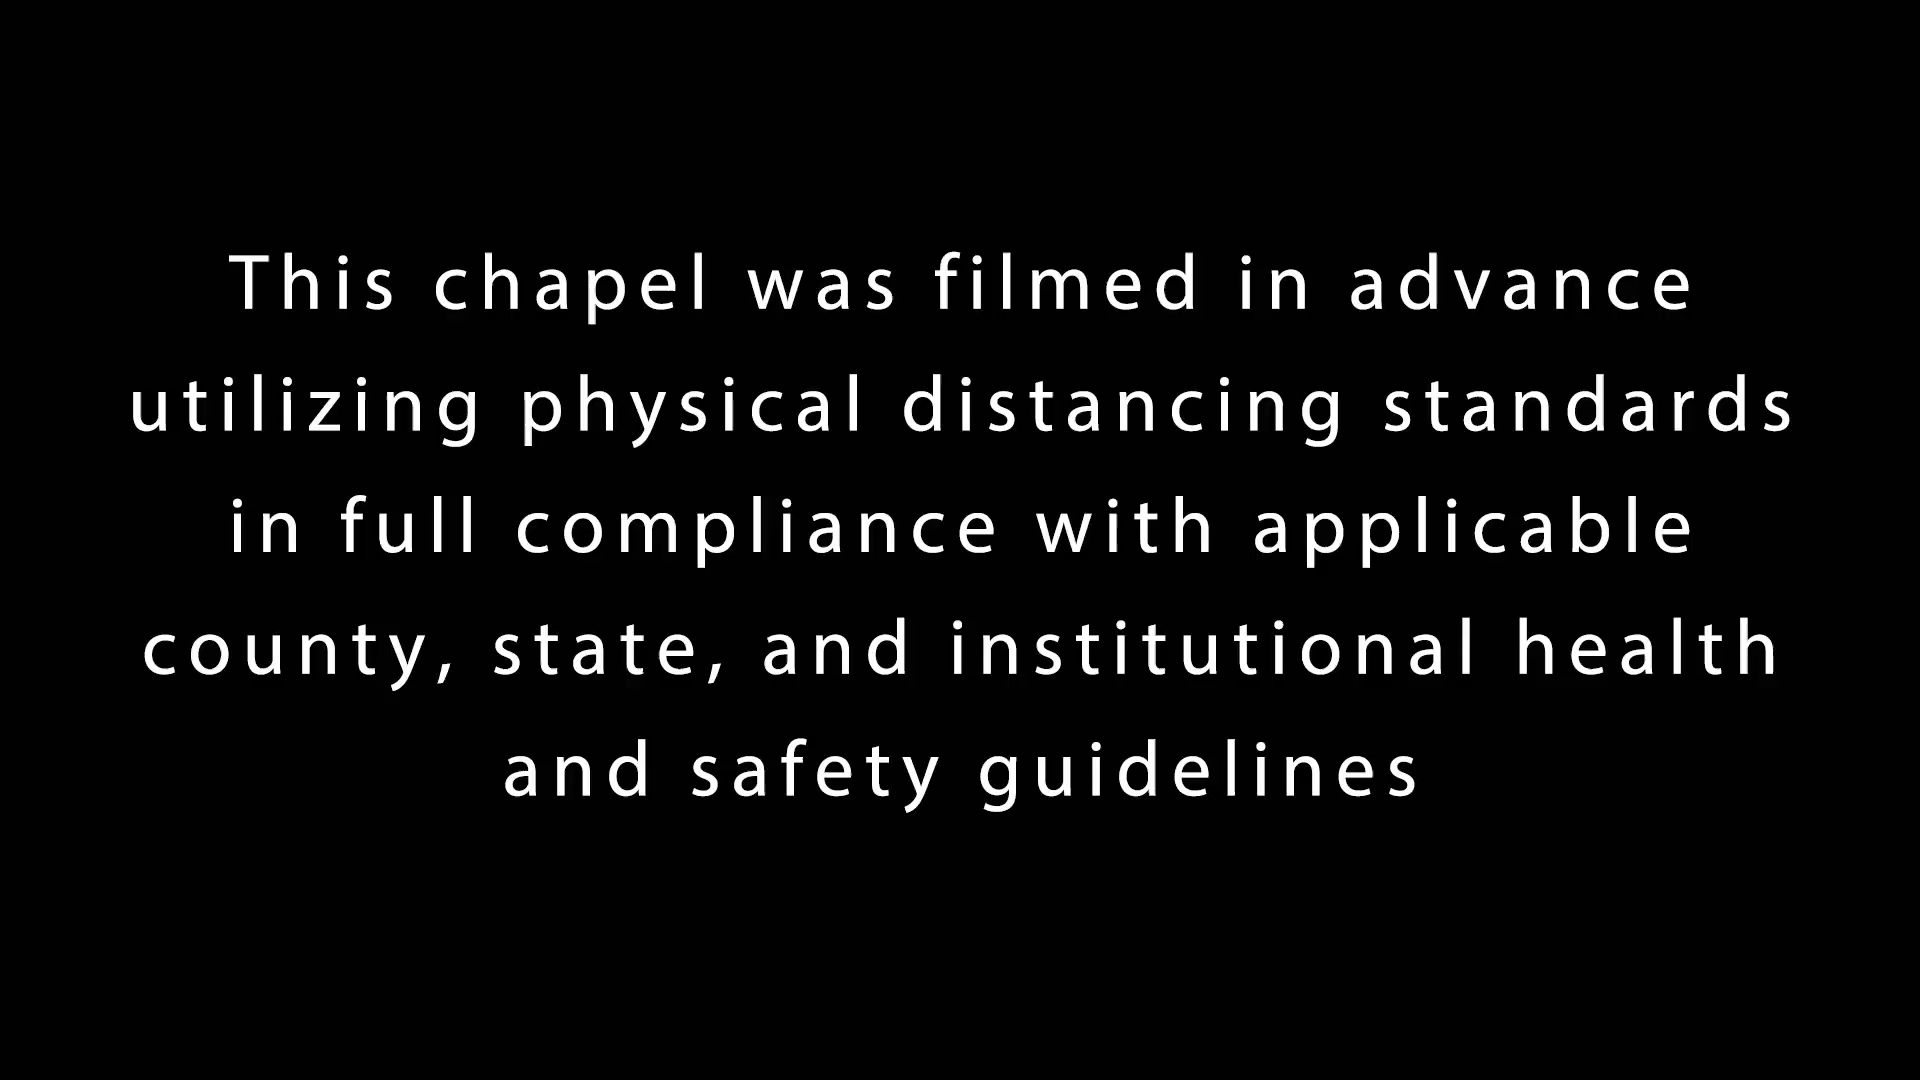 This chapel was filmed in advance
utilizing physical distancing standards
in full compliance with applicable
county, state, and institutional health
and safety guidelines